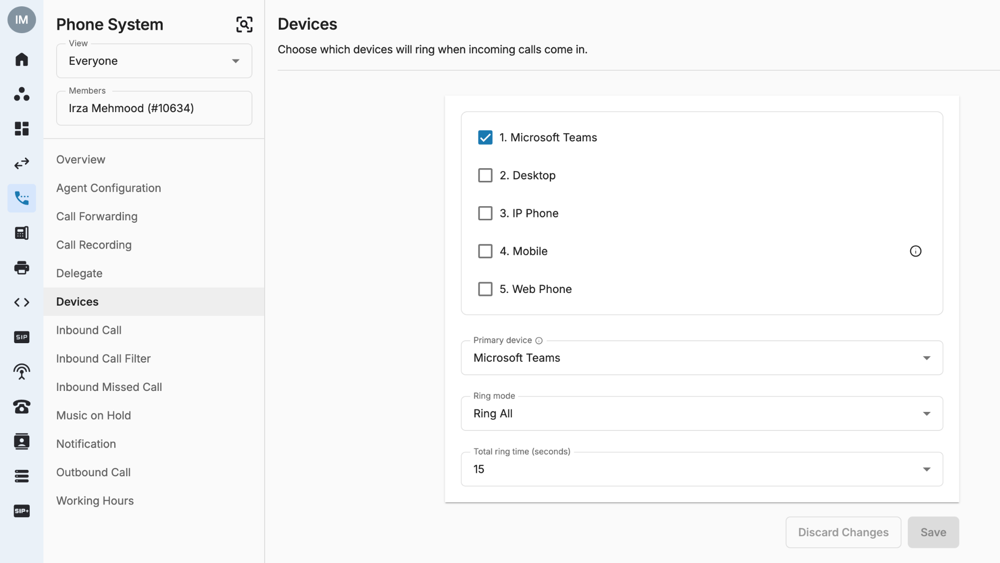 IM
Phone System
View
Everyone
Members
Irza Mehmood (#10634)
Overview
Agent Configuration
Call Forwarding
Call Recording
Delegate
Devices
Inbound Call
Inbound Call Filter
Inbound Missed Call
Music on Hold
Notification
Outbound Call
Working Hours
SIP
SIP+
Devices
Choose which devices will ring when incoming calls come in.
1. Microsoft Teams
2. Desktop
3. IP Phone
4. Mobile
5. Web Phone
Primary device
Microsoft Teams
Ring mode
Ring All
Total ring time (seconds)
15
Discard Changes
Save